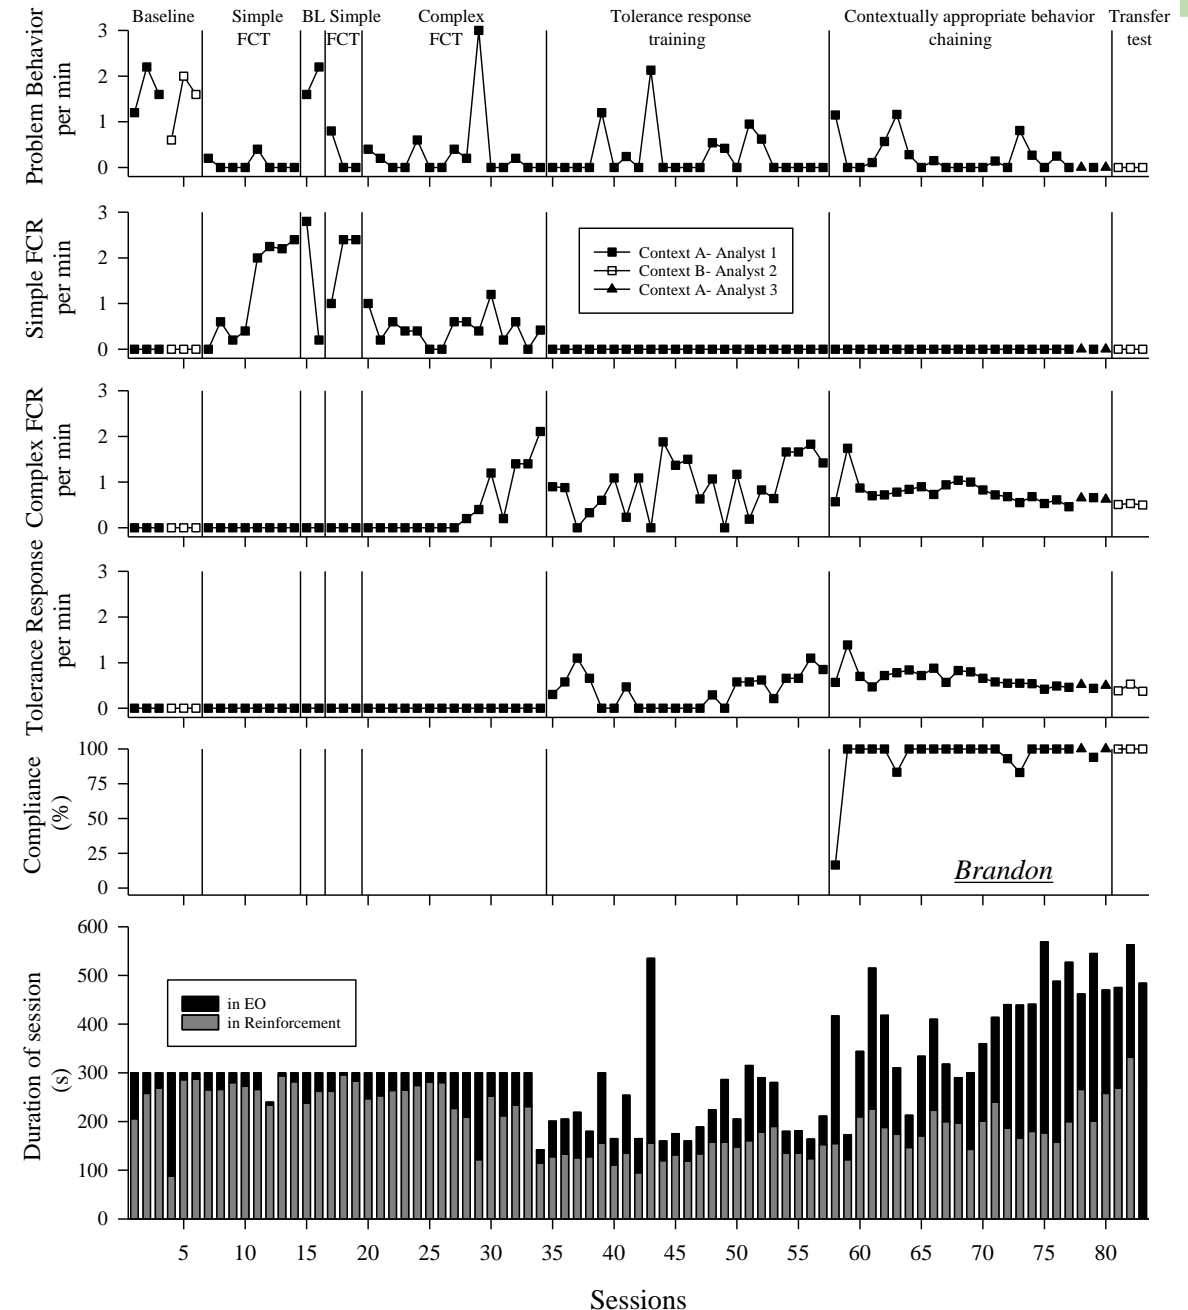 Baseline
Simple
FCT
BL Simple
FCT
Complex
FCT
Tolerance response
training
Contextually appropriate behavior
chaining
Transfer
test
Problem Behavior
per min
3
2
1
0
Simple FCR
per min
3
2
1
0
Context A- Analyst 1
Context B- Analyst 2
Context A- Analyst 3
Complex FCR
per min
3
2
1
0
Tolerance Response
per min
3
2
1
0
Compliance
(%)
100
75
50
25
0
Brandon
Duration of session
(s)
600
500
400
300
200
100
0
in EO
in Reinforcement
5 10 15 20 25 30 35 40 45 50 55 60 65 70 75 80
Sessions